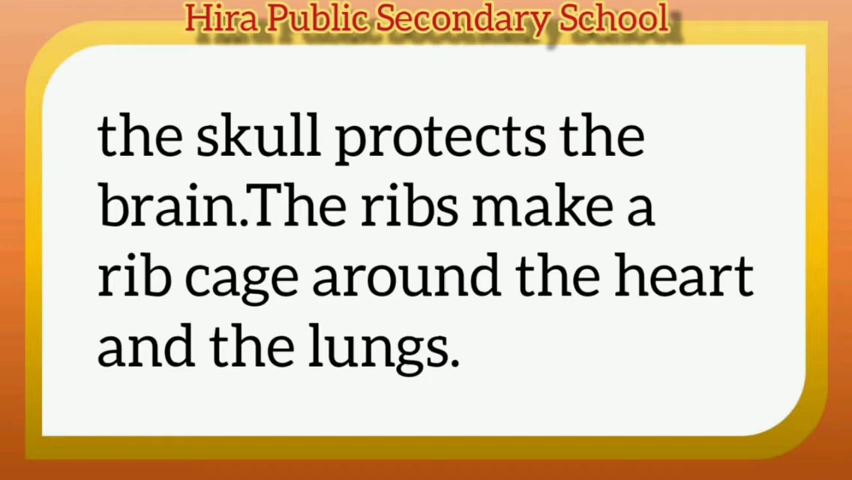 Hira Public Secondary School
the skull protects the
brain.The ribs make a
rib cage around the heart
and the lungs.